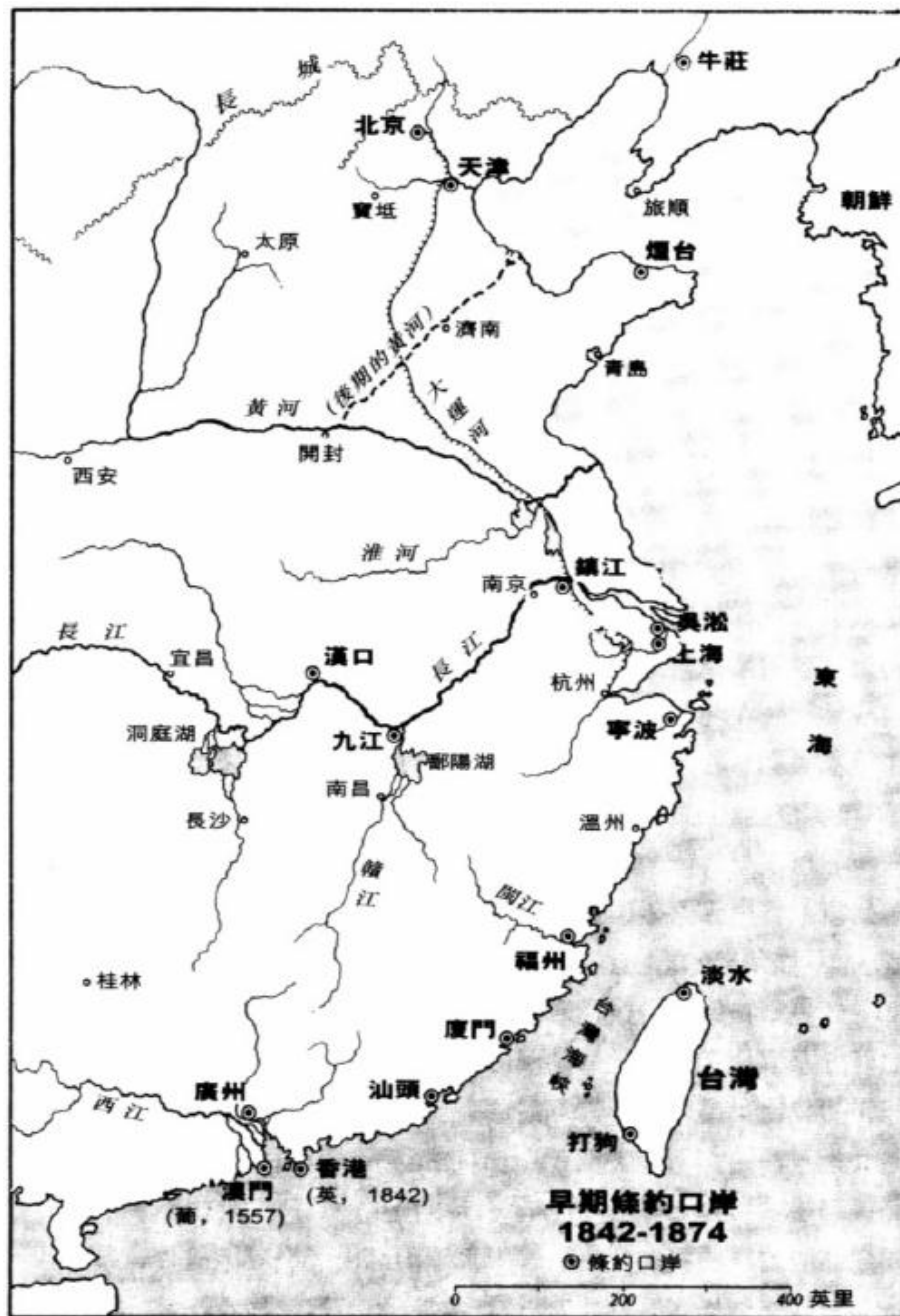 長城
牛莊
北京
天津
寶坻
旅順
朝鮮
太原
煙台
濟南
(後期的黃河)
青島
大運河
黃河
開封
西安
淮河
鎮江
南京
吳淞
長江
宜昌
漢口
長江
上海
杭州
東海
洞庭湖
九江
寧波
鄱陽湖
南昌
長沙
溫州
贛江
閩江
福州
桂林
淡水
台灣海峽
廈門
台灣
廣州
汕頭
西江
打狗
澳門
(葡，1557)
香港
(英，1842)
早期條約口岸
1842-1874
條約口岸
0 200 400 英里